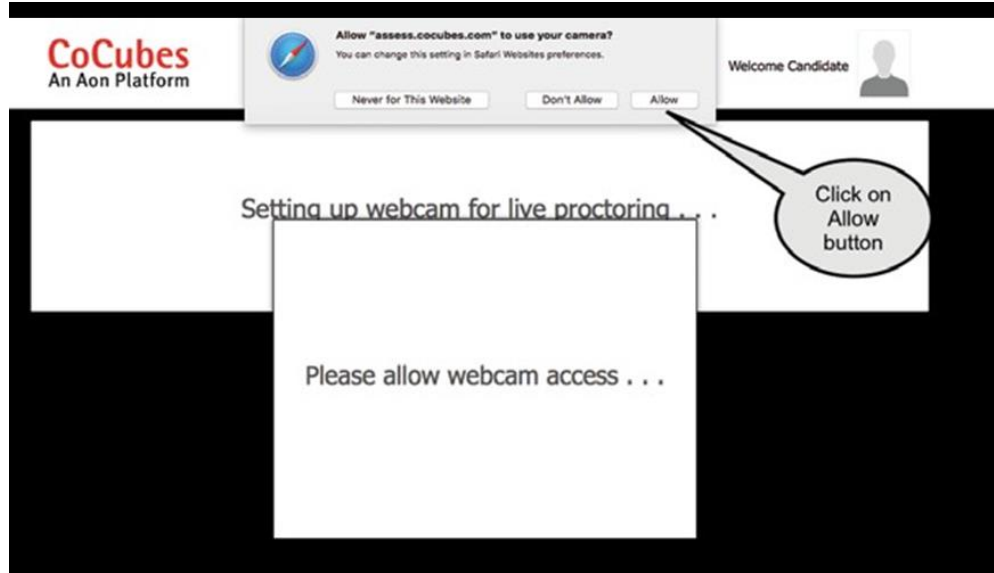 CoCubes
An Aon Platform
Allow "assess.cocubes.com" to use your camera?
You can change this setting in Safari Websites preferences.
Never for This Website
Don't Allow
Allow
Welcome Candidate
Setting up webcam for live proctoring . . .
Click on
Allow
button
Please allow webcam access . . .